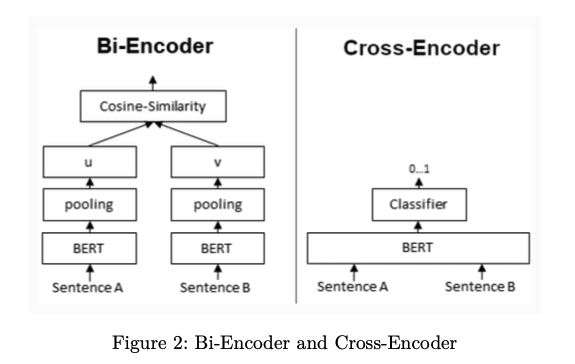 Bi-Encoder
Cosine-Similarity
u
v
pooling
pooling
BERT
BERT
Sentence A
Sentence B
Cross-Encoder
0...1
Classifier
BERT
Sentence A
Sentence B
Figure 2: Bi-Encoder and Cross-Encoder